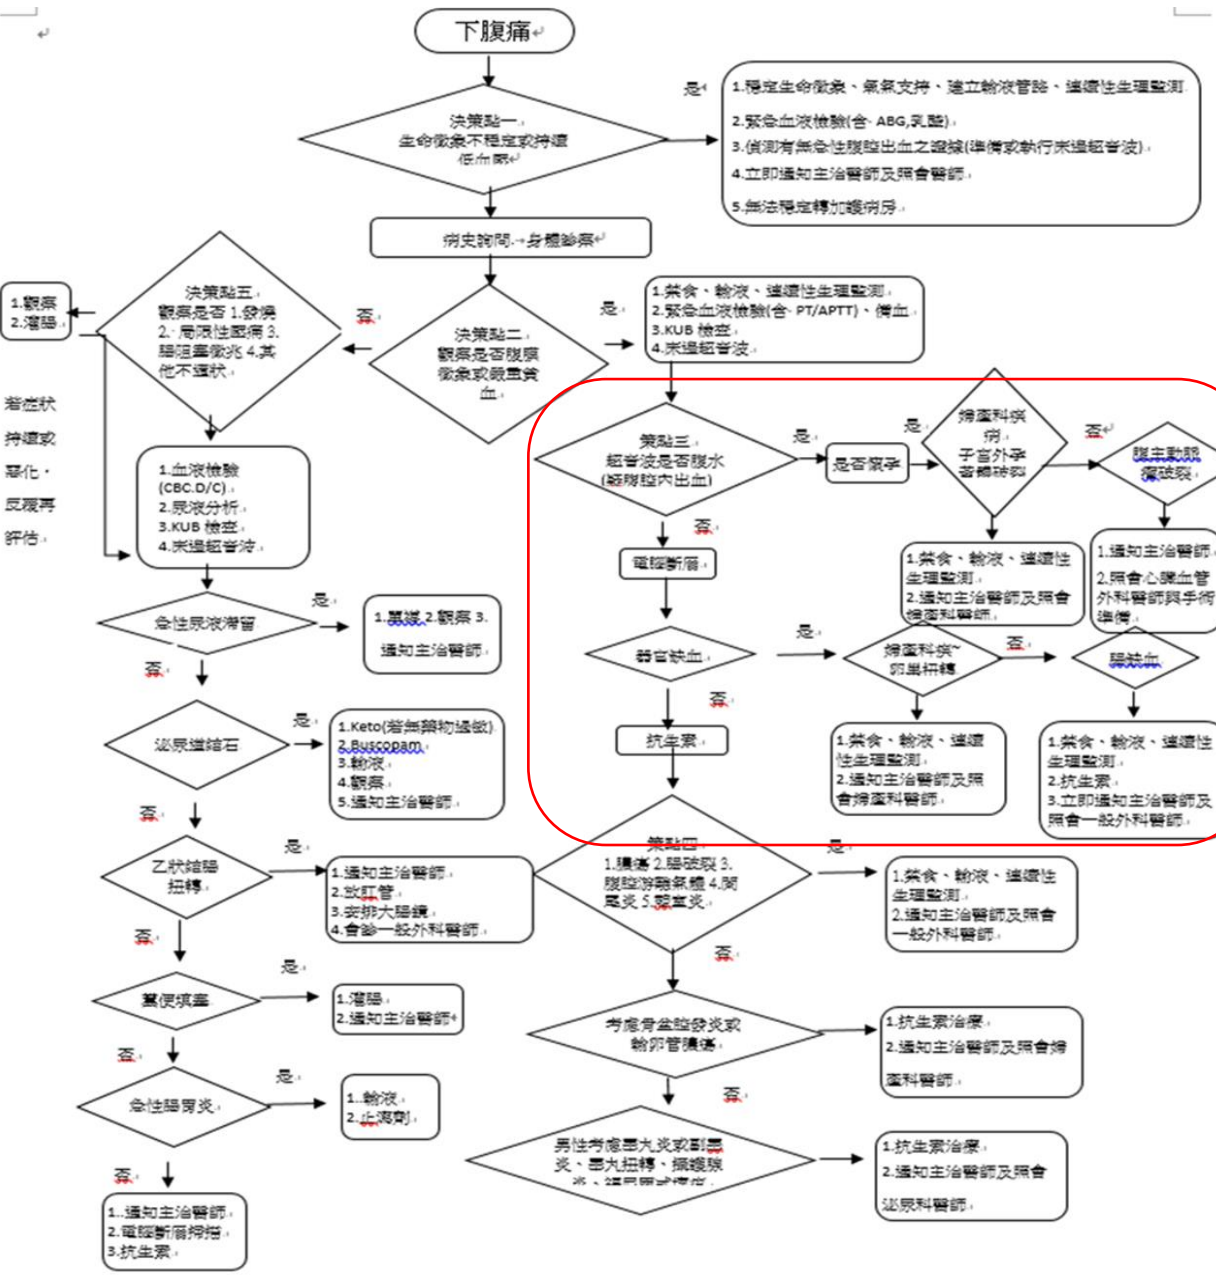 下腹痛
決策點一
生命徵象不穩定或持續
低血壓
是
1.穩定生命徵象、氧氣支持、建立輸液管路、連續性生理監測
2.緊急血液檢驗(含 ABG,乳酸)
3.偵測有無急性腹腔出血之證據(準備或執行床邊超音波)
4.立即通知主治醫師及照會醫師
5.無法穩定轉加護病房
病史詢問→身體診察
決策點二
觀察是否腹膜
徵象或嚴重貧
血
是
1.禁食、輸液、連續性生理監測
2.緊急血液檢驗(含 PT/APTT)、備血
3.KUB 檢查
4.床邊超音波
否
決策點五
觀察是否 1.發燒
2. 局限性壓痛 3.
腸阻塞徵兆 4.其
他不適狀
1.觀察
2.灌腸
若症狀
持續或
惡化，
反覆再
評估
1.血液檢驗
(CBC.D/C)
2.尿液分析
3.KUB 檢查
4.床邊超音波
急性尿液滯留
是
1.單導 2.觀察 3.
通知主治醫師
否
泌尿道結石
是
1.Keto(若無藥物過敏)
2.Buscopam
3.輸液
4.觀察
5.通知主治醫師
否
乙狀結腸
扭轉
是
1.通知主治醫師
2.放肛管
3.安排大腸鏡
4.會診一般外科醫師
否
糞便填塞
是
1.灌腸
2.通知主治醫師
否
急性腸胃炎
是
1..輸液
2.止瀉劑
否
1..通知主治醫師
2.電腦斷層掃描
3.抗生素
策點三
超音波是否腹水
(疑腹腔內出血)
是
是否懷孕
是
婦產科疾
病
子宮外孕
黃體破裂
否
腹主動脈
瘤破裂
1.禁食、輸液、連續性
生理監測
2.通知主治醫師及照會
婦產科醫師
1.通知主治醫師
2.照會心臟血管
外科醫師與手術
準備
否
電腦斷層
器官缺血
是
婦產科疾~
卵巢扭轉
否
腸缺血
1.禁食、輸液、連續
性生理監測
2.通知主治醫師及照
會婦產科醫師
1.禁食、輸液、連續性
生理監測
2.抗生素
3.立即通知主治醫師及
照會一般外科醫師
否
抗生素
策點四
1.膿瘍 2.腸破裂 3.
腹腔游離氣體 4.闌
尾炎 5.憩室炎
是
1.禁食、輸液、連續性
生理監測
2.通知主治醫師及照會
一般外科醫師
否
考慮骨盆腔發炎或
輸卵管膿瘍
1.抗生素治療
2.通知主治醫師及照會婦
產科醫師
否
男性考慮睪丸炎或副睪
炎、睪丸扭轉、攝護腺
1.抗生素治療
2.通知主治醫師及照會
泌尿科醫師